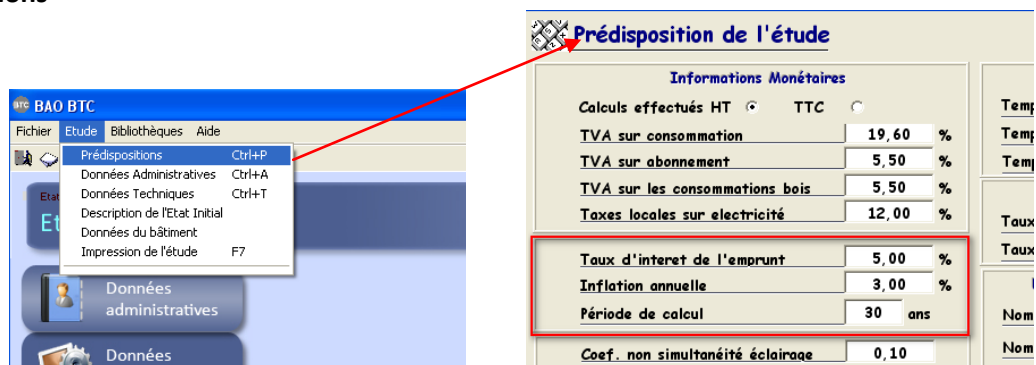 BAO BTC
Fichier Etude Bibliothèques Aide
Prédispositions Ctrl+P
Données Administratives Ctrl+A
Données Techniques Ctrl+T
Description de l'Etat Initial
Données du bâtiment
Impression de l'étude F7
Données
administratives
Données
Prédisposition de l'étude
Informations Monétaires
Calculs effectués HT TTC
TVA sur consommation 19,60 %
TVA sur abonnement 5,50 %
TVA sur les consommations bois 5,50 %
Taxes locales sur electricité 12,00 %
Taux d'interet de l'emprunt 5,00 %
Inflation annuelle 3,00 %
Période de calcul 30 ans
Coef. non simultanéité éclairage 0,10
Temp
Temp
Temp
Taux
Taux
Nom
Nom